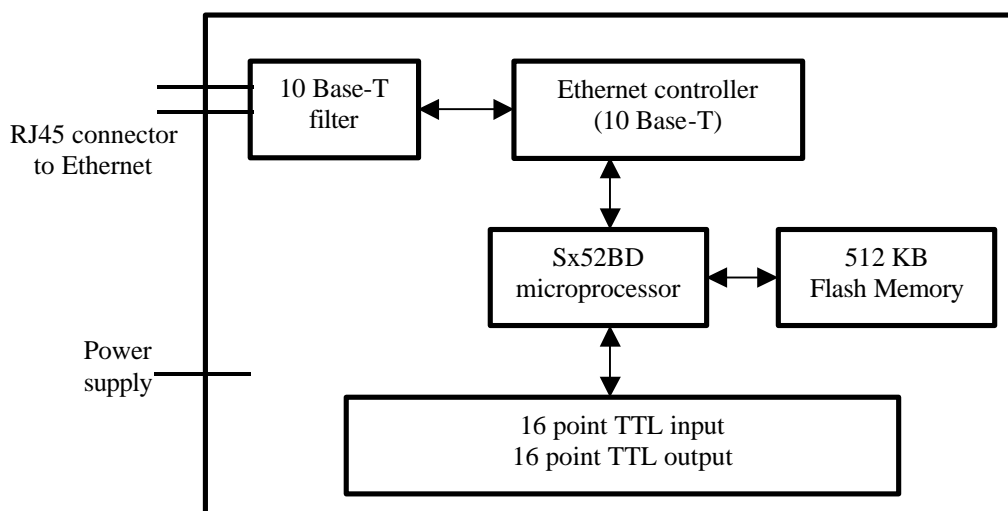 10 Base-T
filter
Ethernet controller
(10 Base-T)
RJ45 connector
to Ethernet
Sx52BD
microprocessor
512 KB
Flash Memory
Power
supply
16 point TTL input
16 point TTL output